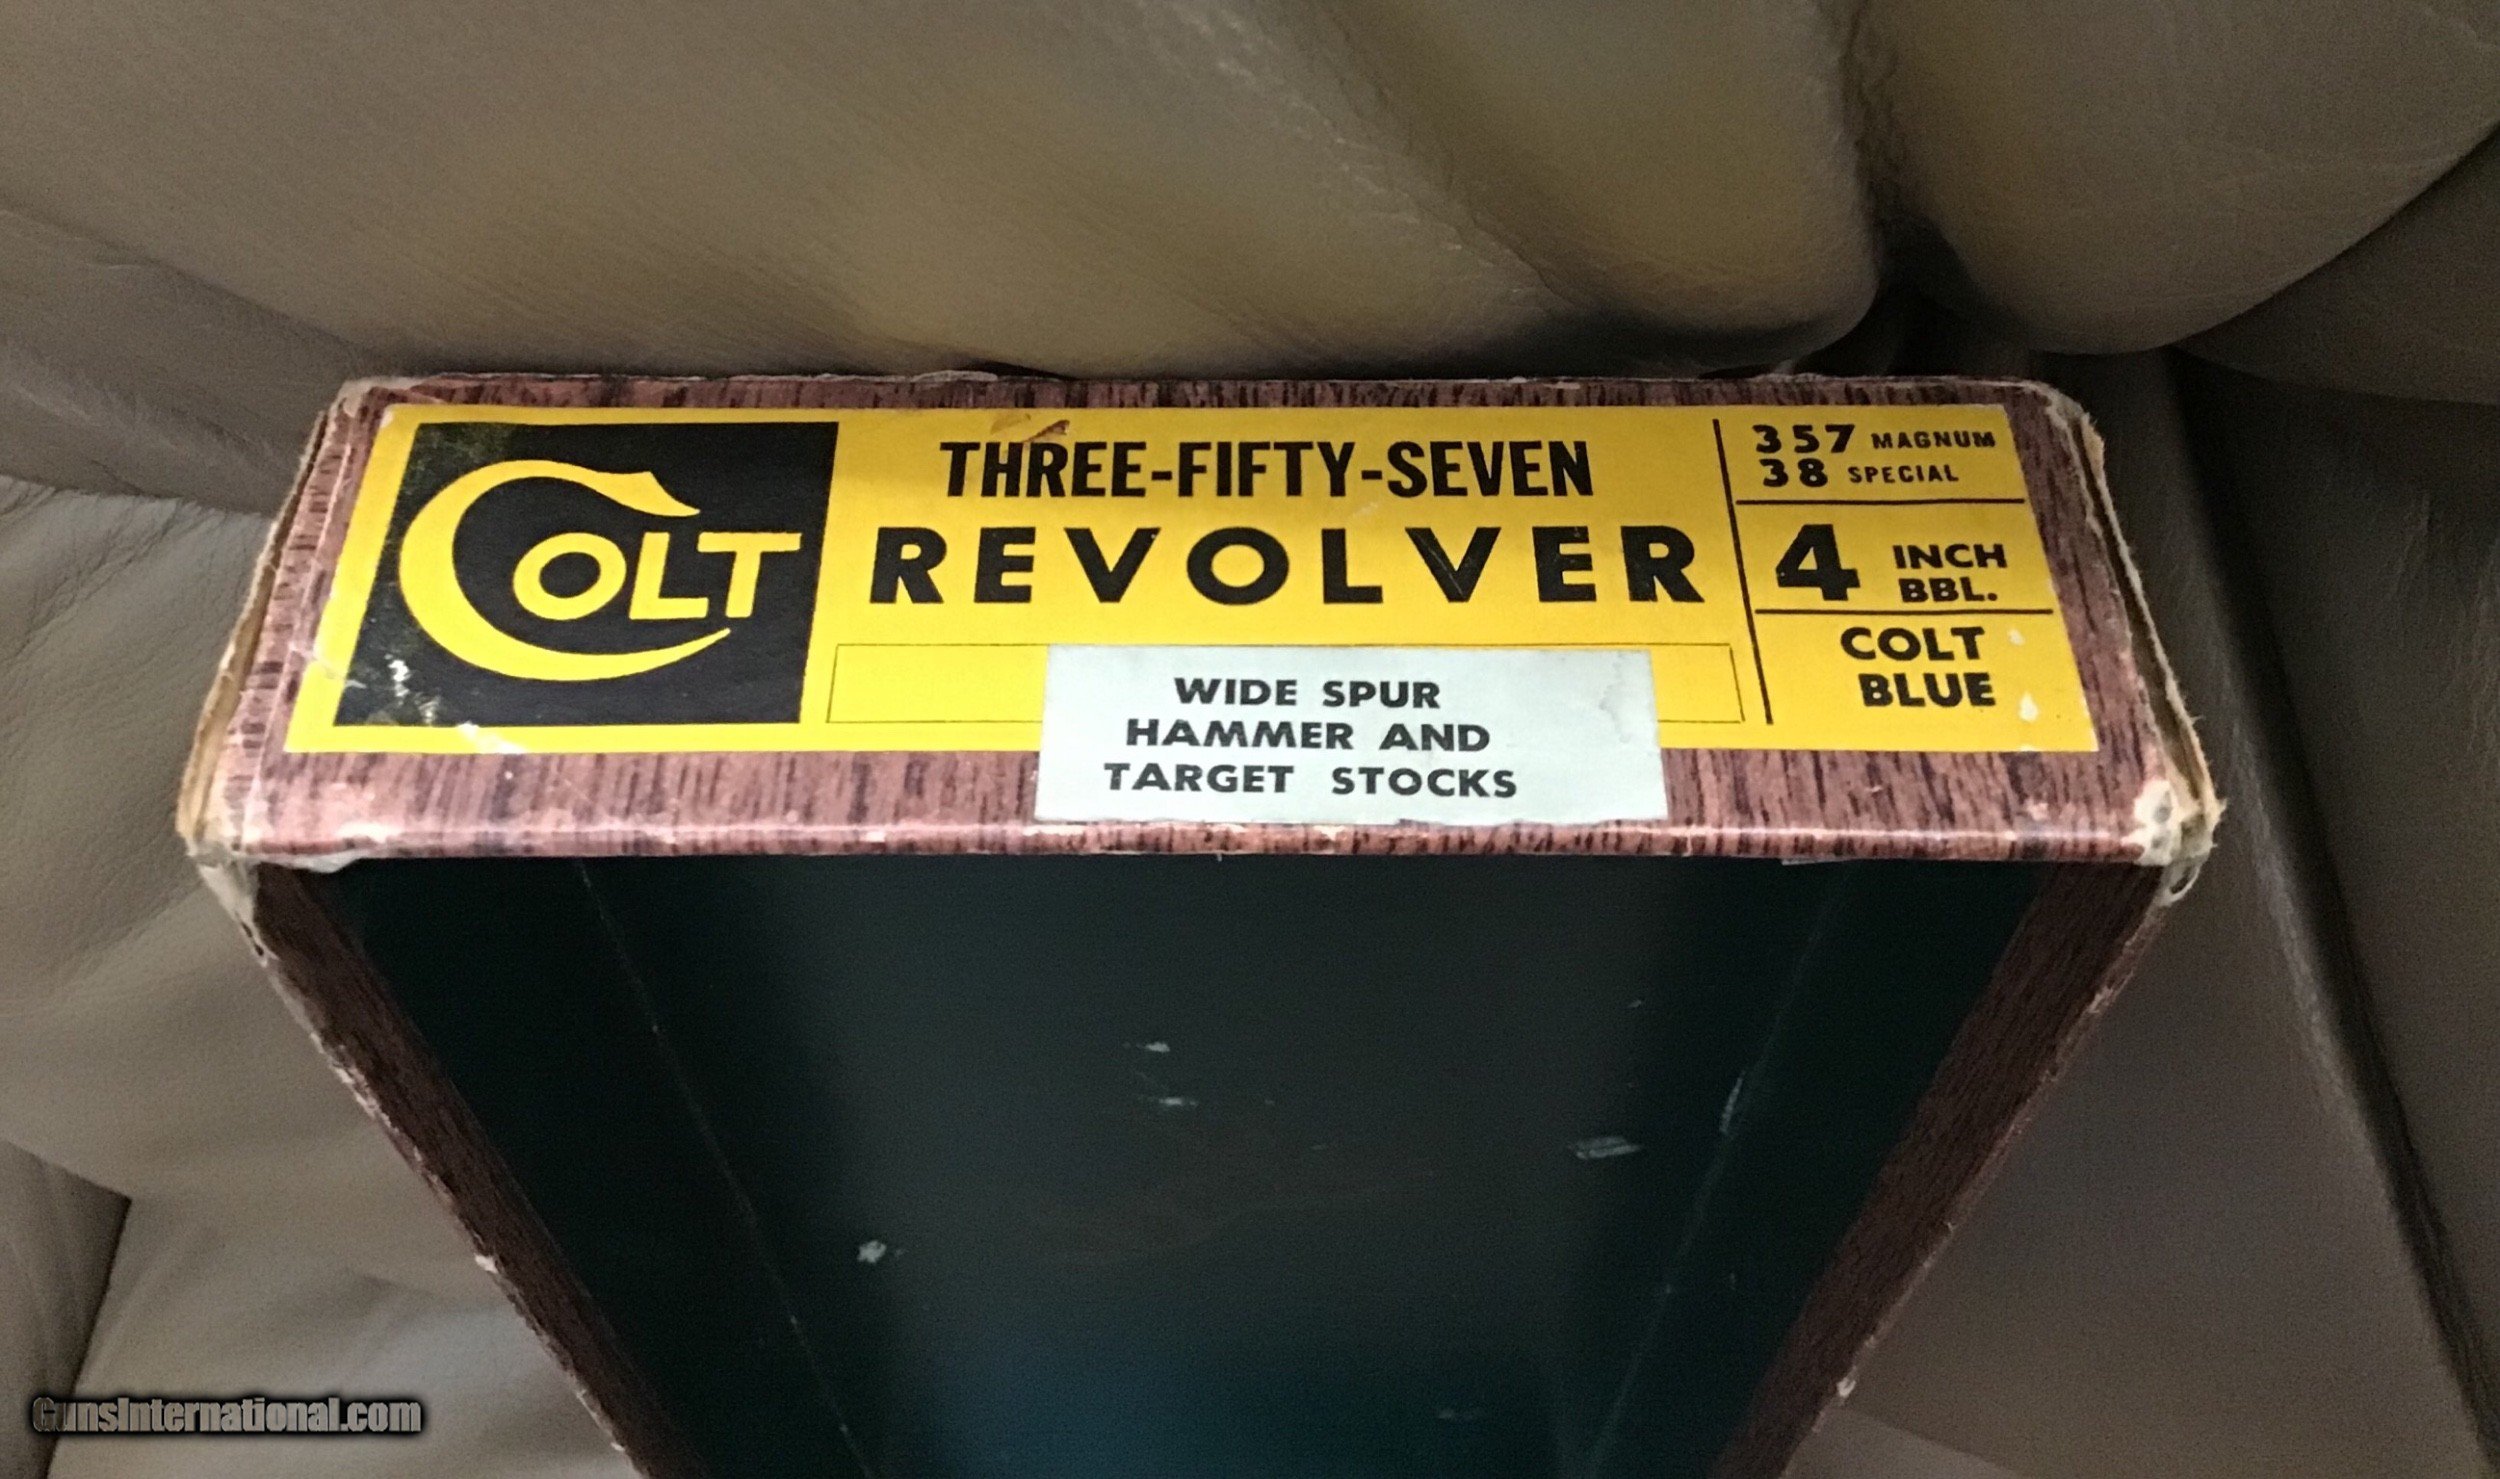 COLT
THREE-FIFTY-SEVEN
REVOLVER
357 MAGNUM
38 SPECIAL
4 INCH
BBL.
COLT
BLUE
WIDE SPUR
HAMMER AND
TARGET STOCKS
GunsInternational.com